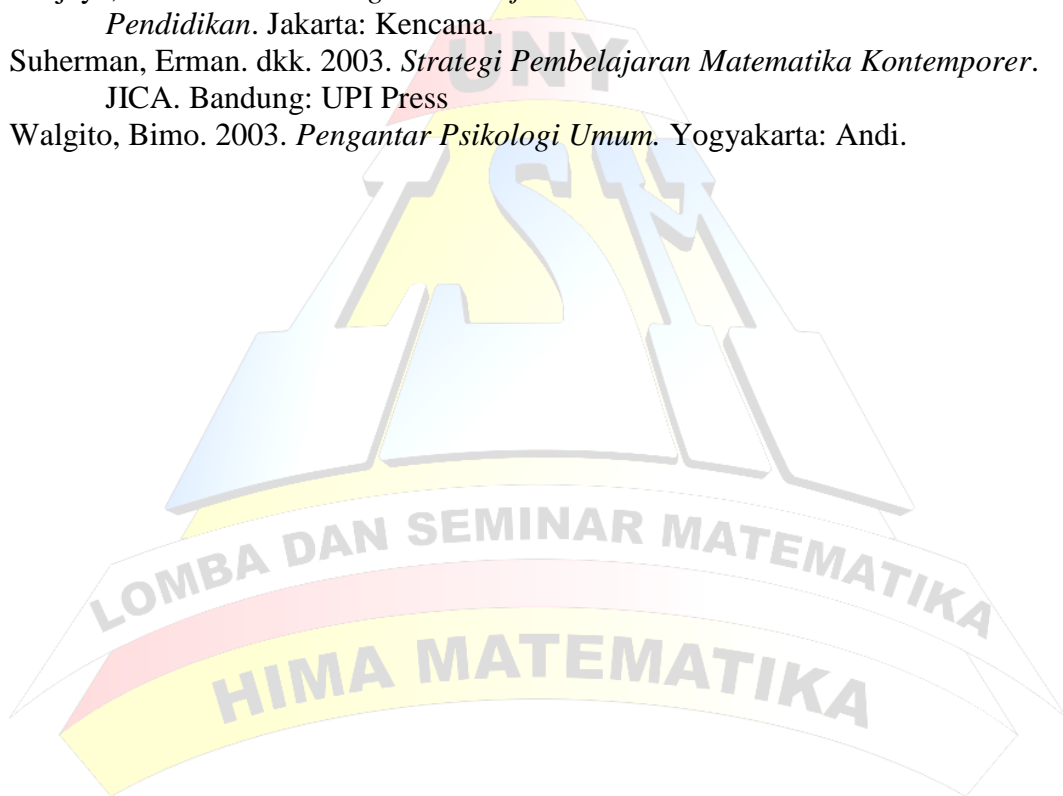 Pendidikan. Jakarta: Kencana.
Suherman, Erman. dkk. 2003. Strategi Pembelajaran Matematika Kontemporer.
JICA. Bandung: UPI Press
Walgito, Bimo. 2003. Pengantar Psikologi Umum. Yogyakarta: Andi.
UNY
LSM
LOMBA DAN SEMINAR MATEMATIKA
HIMA MATEMATIKA